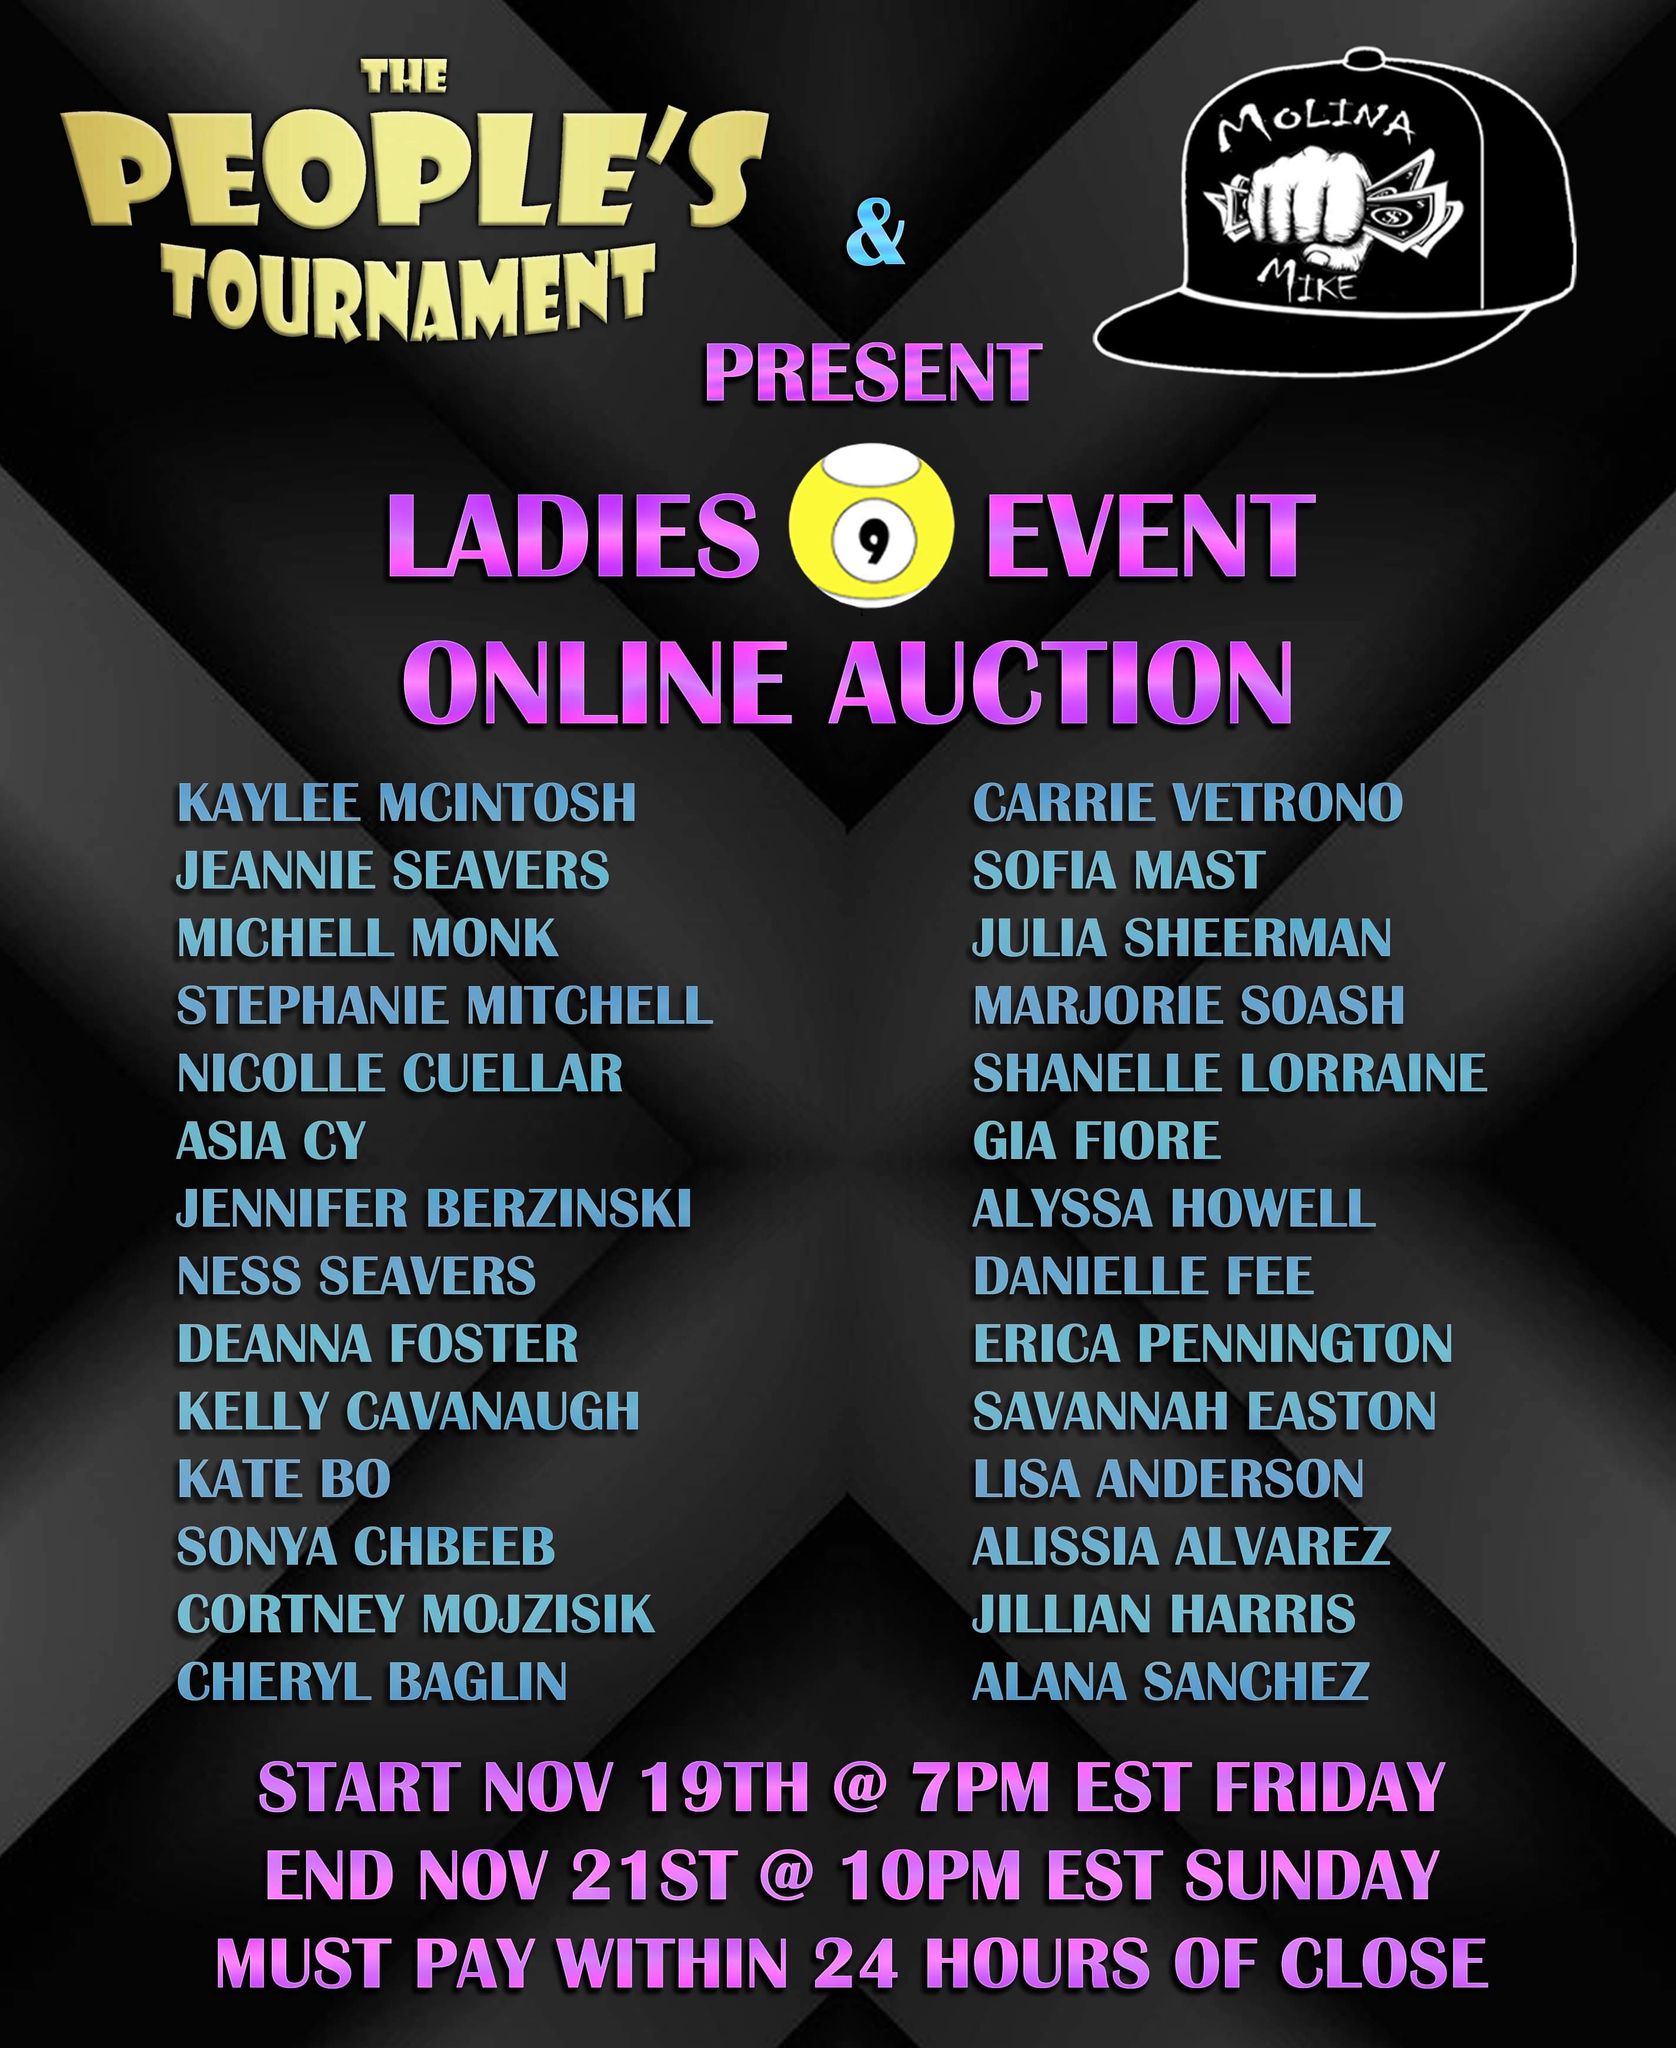 THE
PEOPLE'S
TOURNAMENT
&
MOLINA
MIKE
PRESENT
LADIES 9 EVENT
ONLINE AUCTION
KAYLEE MCINTOSH
JEANNIE SEAVERS
MICHELL MONK
STEPHANIE MITCHELL
NICOLLE CUELLAR
ASIA CY
JENNIFER BERZINSKI
NESS SEAVERS
DEANNA FOSTER
KELLY CAVANAUGH
KATE BO
SONYA CHBEEB
CORTNEY MOJZISIK
CHERYL BAGLIN
CARRIE VETRONO
SOFIA MAST
JULIA SHEERMAN
MARJORIE SOASH
SHANELLE LORRAINE
GIA FIORE
ALYSSA HOWELL
DANIELLE FEE
ERICA PENNINGTON
SAVANNAH EASTON
LISA ANDERSON
ALISSIA ALVAREZ
JILLIAN HARRIS
ALANA SANCHEZ
START NOV 19TH @ 7PM EST FRIDAY
END NOV 21ST @ 10PM EST SUNDAY
MUST PAY WITHIN 24 HOURS OF CLOSE